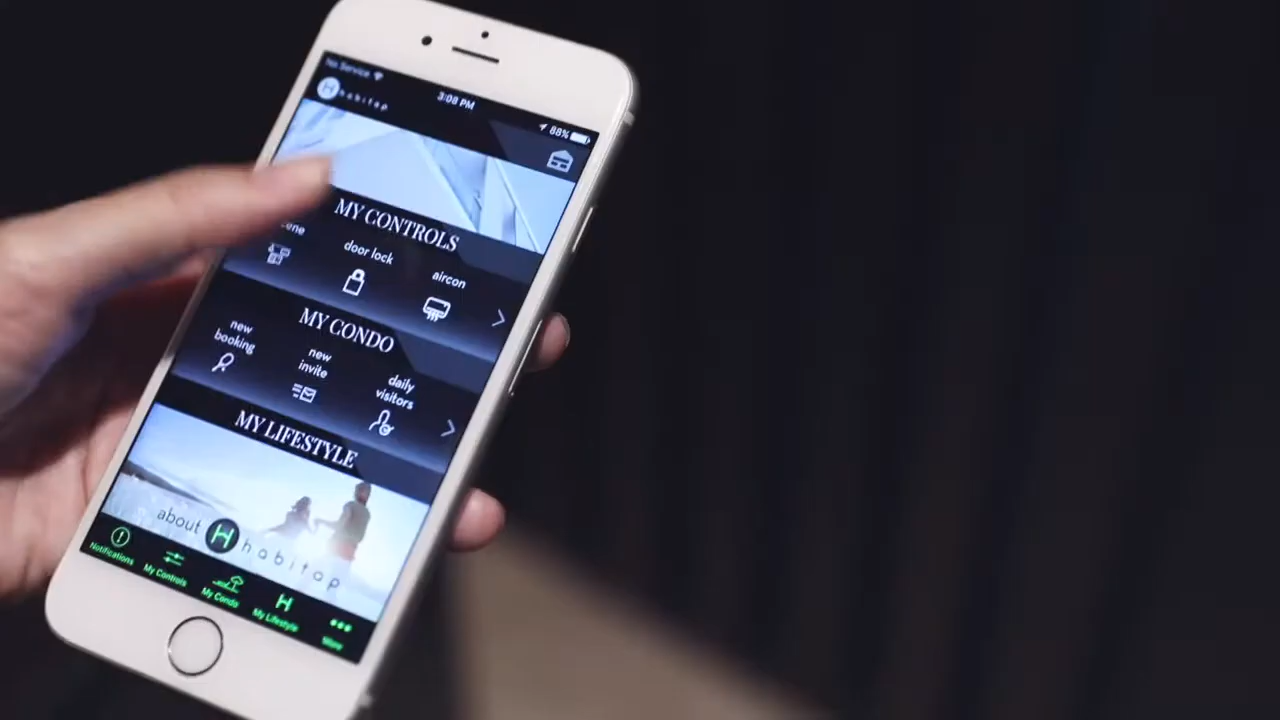 No Service
3:08 PM
88%
habitap
MY CONTROLS
door lock
aircon
MY CONDO
new
booking
new
invite
daily
visitors
MY LIFESTYLE
about H habitap
Notifications
My Controls
My Condo
My Lifestyle
More